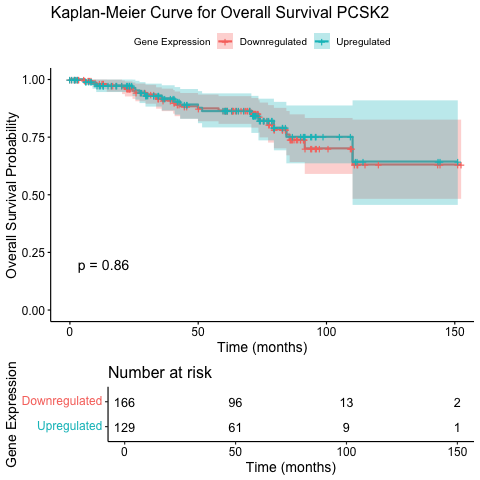 Kaplan-Meier Curve for Overall Survival PCSK2
Gene Expression Downregulated Upregulated
Overall Survival Probability
1.00
0.75
0.50
0.25
0.00
p = 0.86
0 50 100 150
Time (months)
Number at risk
Gene Expression
Downregulated 166 96 13 2
Upregulated 129 61 9 1
0 50 100 150
Time (months)